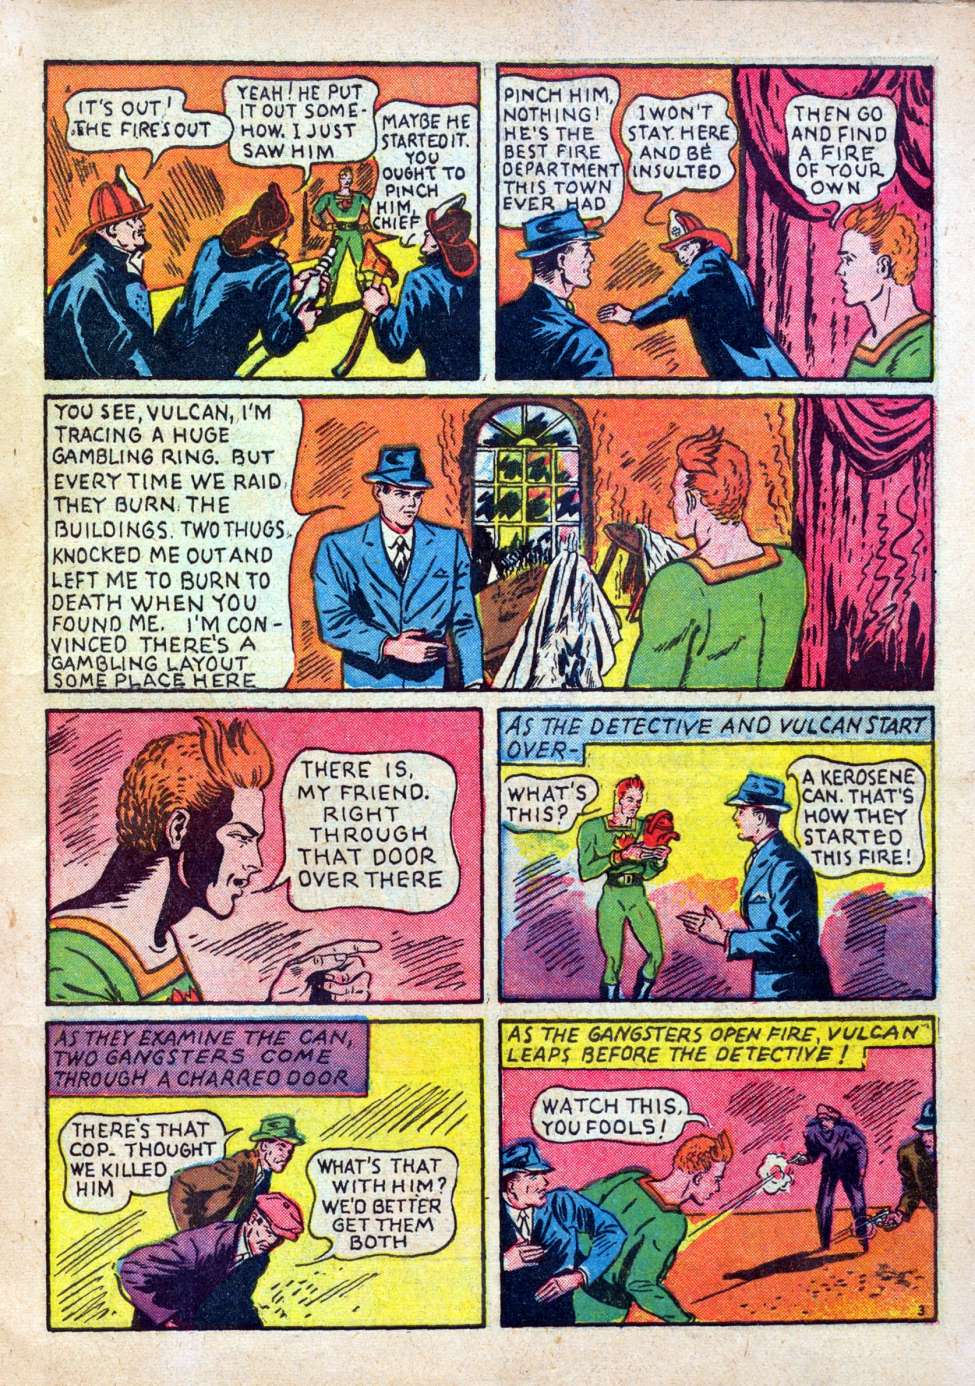 IT'S OUT!
THE FIRE'S OUT
YEAH! HE PUT
IT OUT SOME-
HOW. I JUST
SAW HIM
MAYBE HE
STARTED IT.
YOU
OUGHT TO
PINCH
HIM,
CHIEF
PINCH HIM,
NOTHING!
HE'S THE
BEST FIRE
DEPARTMENT
THIS TOWN
EVER HAD
I WON'T
STAY HERE
AND BE
INSULTED
THEN GO
AND FIND
A FIRE
OF YOUR
OWN
YOU SEE, VULCAN, I'M
TRACING A HUGE
GAMBLING RING. BUT
EVERY TIME WE RAID
THEY BURN THE
BUILDINGS. TWO THUGS
KNOCKED ME OUT AND
LEFT ME TO BURN TO
DEATH WHEN YOU
FOUND ME. I'M CON-
VINCED THERE'S A
GAMBLING LAYOUT
SOME PLACE HERE
THERE IS,
MY FRIEND.
RIGHT
THROUGH
THAT DOOR
OVER THERE
AS THE DETECTIVE AND VULCAN START
OVER-
WHAT'S
THIS?
A KEROSENE
CAN. THAT'S
HOW THEY
STARTED
THIS FIRE!
AS THEY EXAMINE THE CAN,
TWO GANGSTERS COME
THROUGH A CHARRED DOOR
THERE'S THAT
COP- THOUGHT
WE KILLED
HIM
WHAT'S THAT
WITH HIM?
WE'D BETTER
GET THEM
BOTH
AS THE GANGSTERS OPEN FIRE, VULCAN
LEAPS BEFORE THE DETECTIVE!
WATCH THIS,
YOU FOOLS!
3